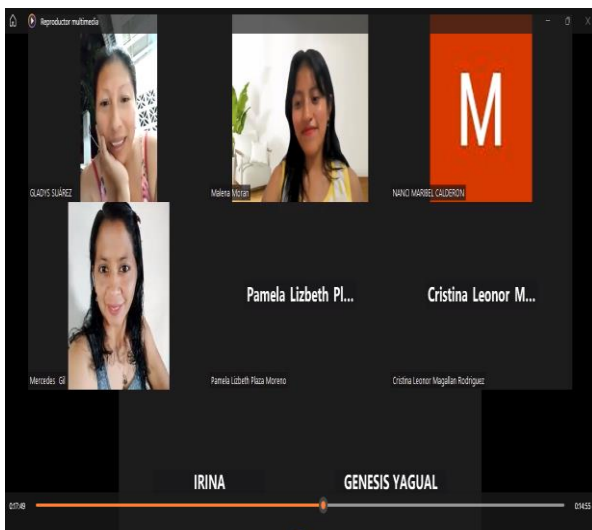 Reproductor multimedia
M
GLADYS SUÁREZ
Malena Moran
NANCI MARIBEL CALDERON
Pamela Lizbeth Pl...
Cristina Leonor M...
Mercedes Gil
Pamela Lizbeth Plaza Moreno
Cristina Leonor Magallan Rodriguez
IRINA
GENESIS YAGUAL
0:17:49
0:14:55